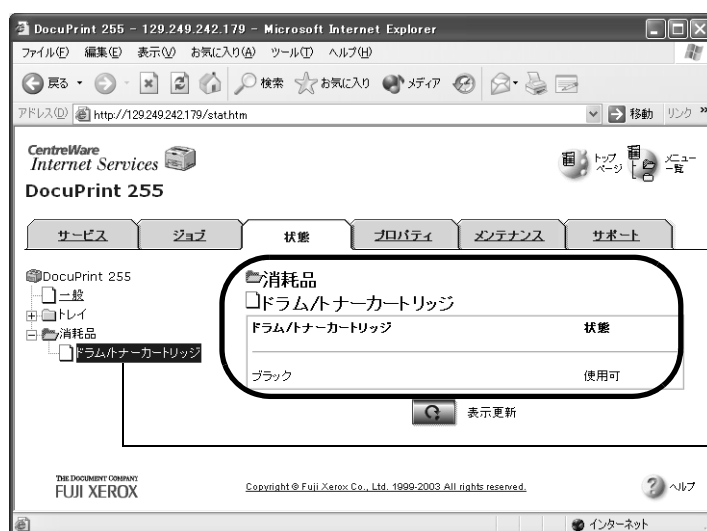 DocuPrint 255 - 129.249.242.179 - Microsoft Internet Explorer
ファイル(F) 編集(E) 表示(V) お気に入り(A) ツール(T) ヘルプ(H)
戻る 検索 お気に入り メディア
アドレス(D) http://129.249.242.179/stat.htm 移動 リンク »
CentreWare
Internet Services
トップページ
メニュー一覧
DocuPrint 255
サービス ジョブ 状態 プロパティ メンテナンス サポート
DocuPrint 255
一般
トレイ
消耗品
ドラム/トナーカートリッジ
消耗品
ドラム/トナーカートリッジ
ドラム/トナーカートリッジ 状態
ブラック 使用可
表示更新
THE DOCUMENT COMPANY
FUJI XEROX
Copyright © Fuji Xerox Co., Ltd. 1999-2003 All rights reserved.
ヘルプ
インターネット